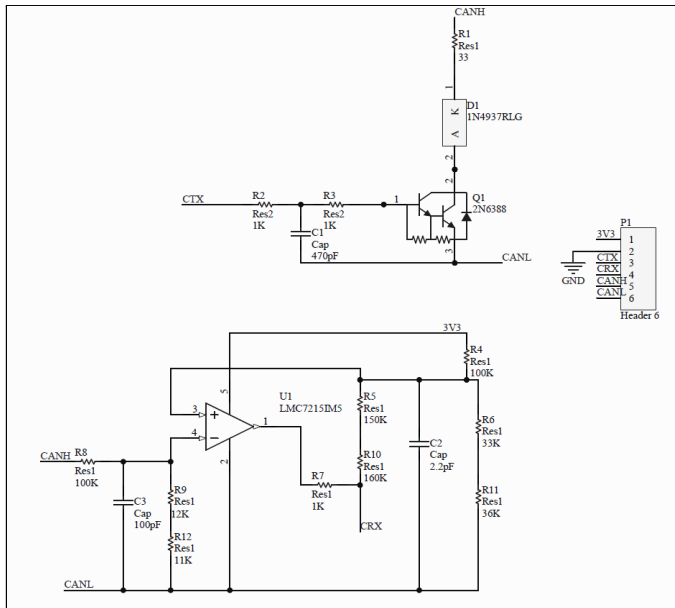 CANH
R1
Res1
33
1
D1
1N4937RLG
K
A
2
2
Q1
2N6388
CTX
R2
Res2
1K
R3
Res2
1K
1
C1
Cap
470pF
3
CANL
P1
3V3
1
2
CTX
3
CRX
4
CANH
5
CANL
6
GND
Header 6
3V3
R4
Res1
100K
5
U1
LMC7215IM5
3
+
4
−
1
2
R5
Res1
150K
R10
Res1
160K
C2
Cap
2.2pF
R6
Res1
33K
R11
Res1
36K
CANH
R8
Res1
100K
R7
Res1
1K
C3
Cap
100pF
R9
Res1
12K
R12
Res1
11K
CRX
CANL